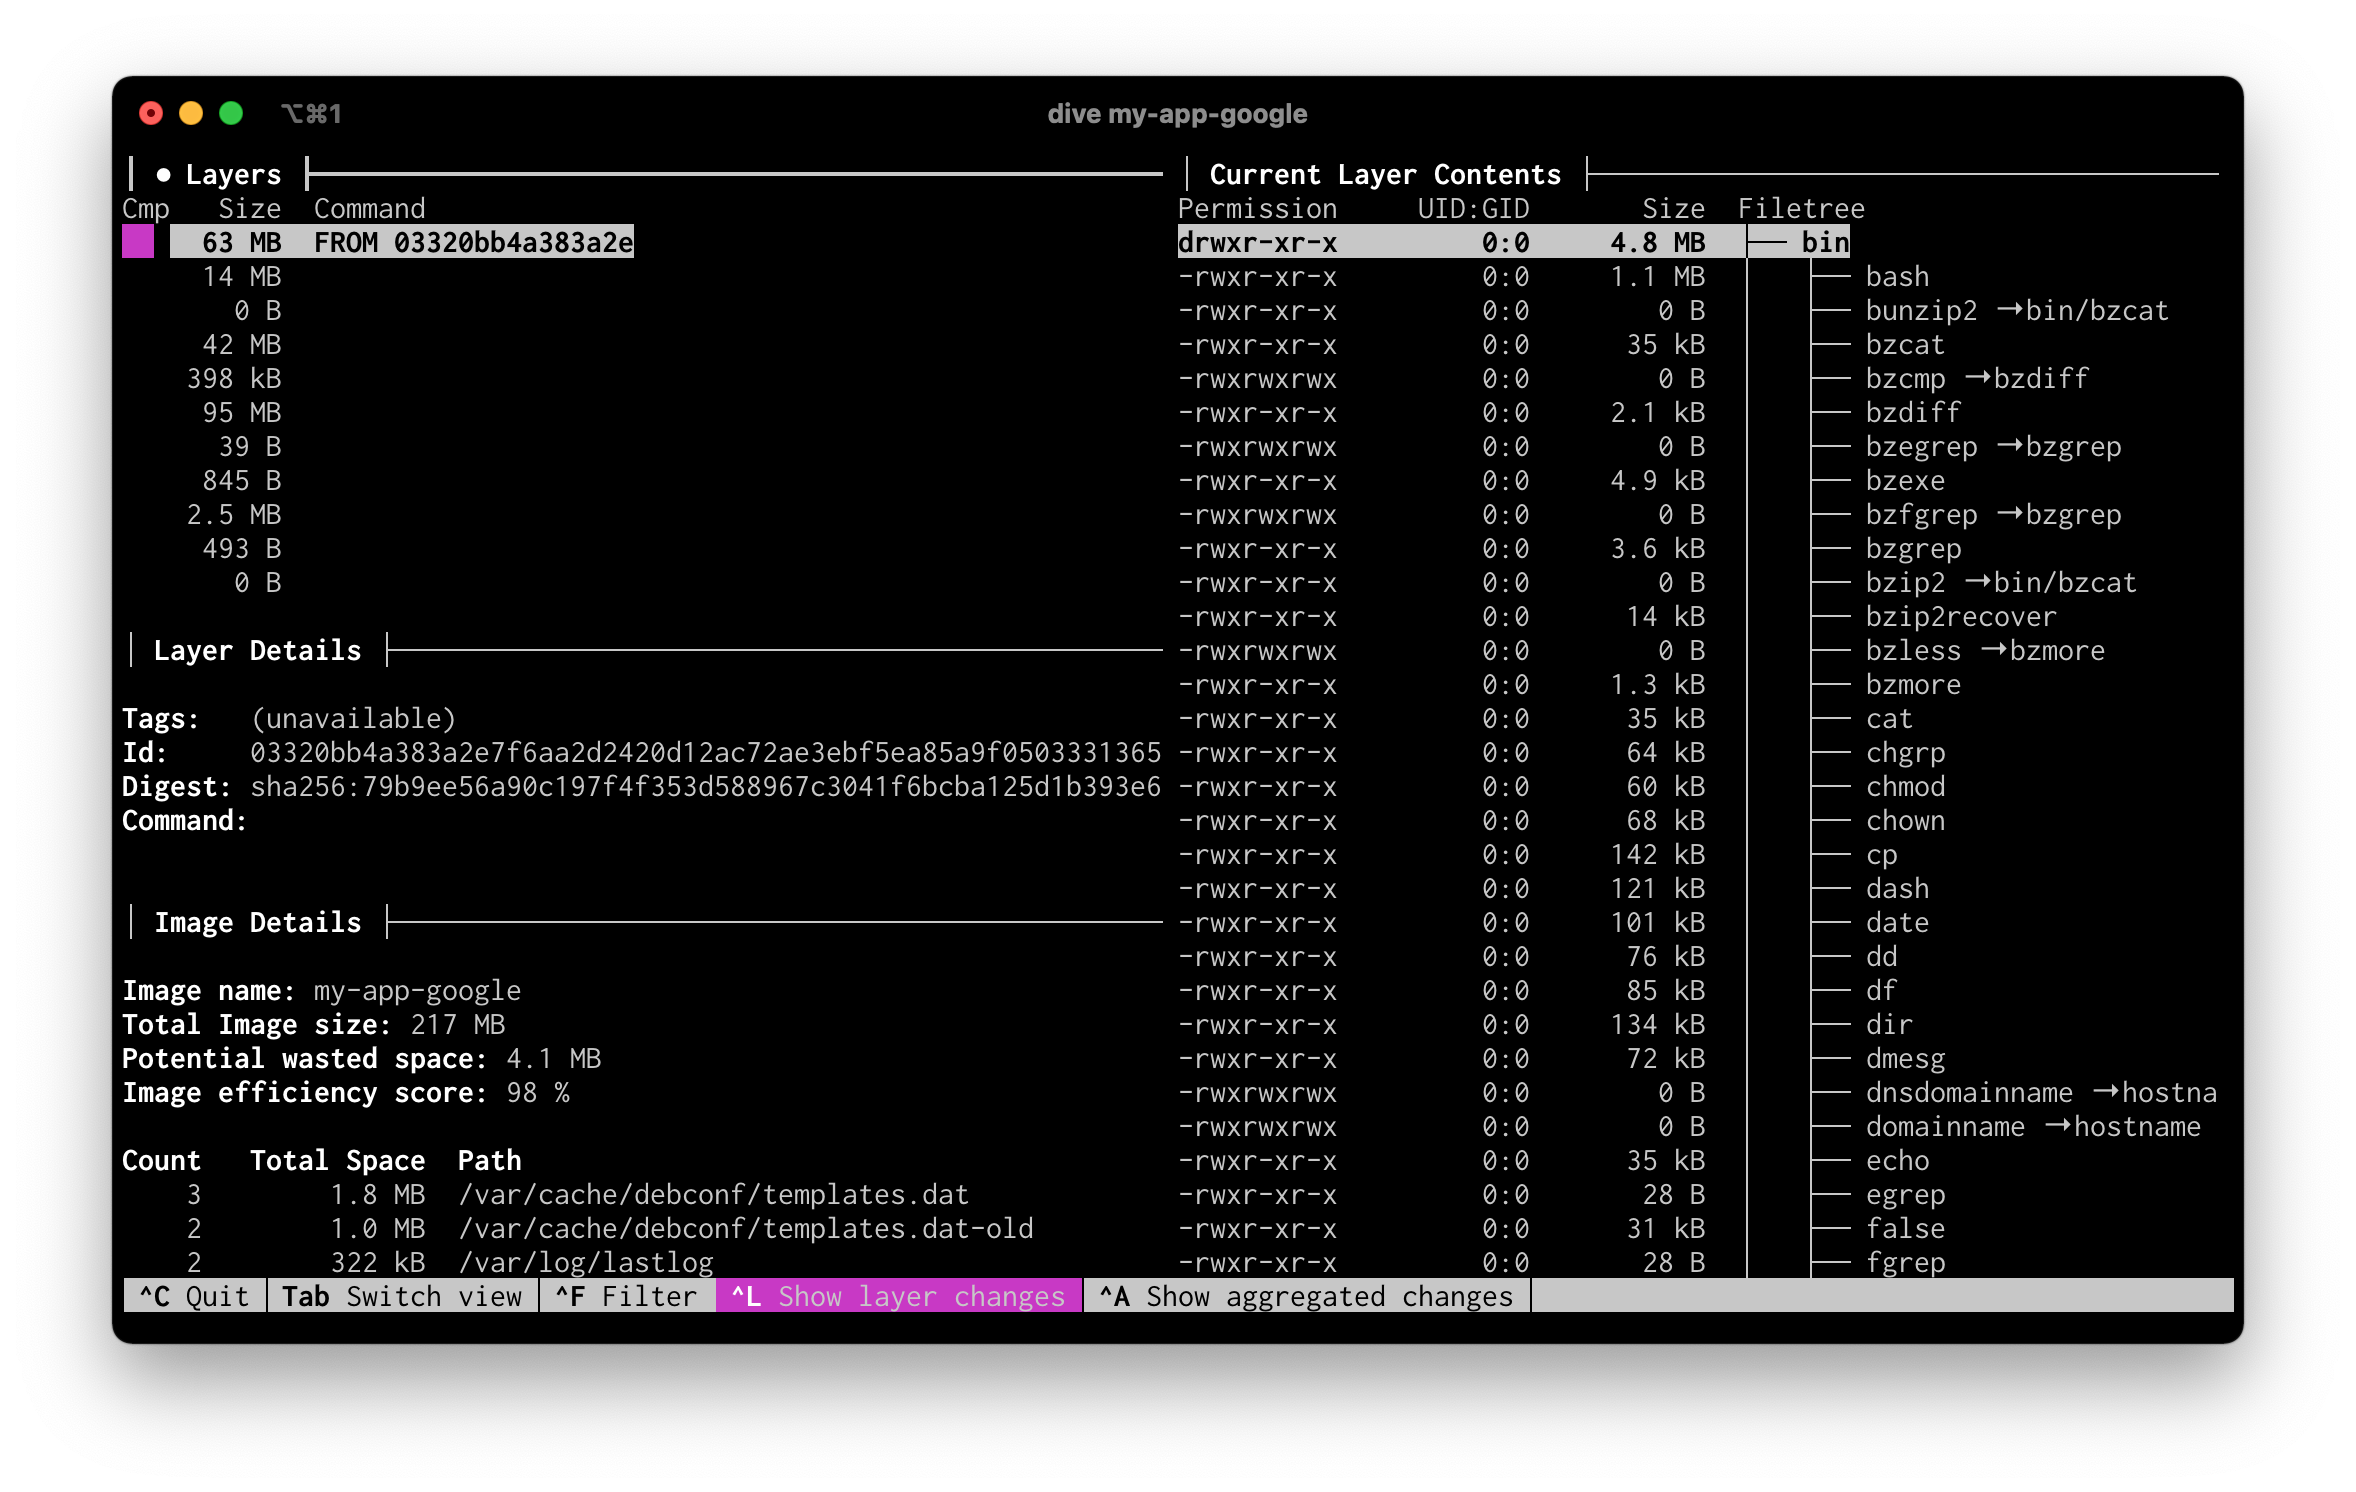 ⌥⌘1
dive my-app-google
● Layers
Cmp Size Command
63 MB FROM 03320bb4a383a2e
14 MB
0 B
42 MB
398 kB
95 MB
39 B
845 B
2.5 MB
493 B
0 B
Layer Details
Tags: (unavailable)
Id: 03320bb4a383a2e7f6aa2d2420d12ac72ae3ebf5ea85a9f0503331365
Digest: sha256:79b9ee56a90c197f4f353d588967c3041f6bcba125d1b393e6
Command:
Image Details
Image name: my-app-google
Total Image size: 217 MB
Potential wasted space: 4.1 MB
Image efficiency score: 98 %
Count Total Space Path
3 1.8 MB /var/cache/debconf/templates.dat
2 1.0 MB /var/cache/debconf/templates.dat-old
2 322 kB /var/log/lastlog
Current Layer Contents
Permission UID:GID Size Filetree
drwxr-xr-x 0:0 4.8 MB ├── bin
-rwxr-xr-x 0:0 1.1 MB │ ├── bash
-rwxr-xr-x 0:0 0 B │ ├── bunzip2 →bin/bzcat
-rwxr-xr-x 0:0 35 kB │ ├── bzcat
-rwxrwxrwx 0:0 0 B │ ├── bzcmp →bzdiff
-rwxr-xr-x 0:0 2.1 kB │ ├── bzdiff
-rwxrwxrwx 0:0 0 B │ ├── bzegrep →bzgrep
-rwxr-xr-x 0:0 4.9 kB │ ├── bzexe
-rwxrwxrwx 0:0 0 B │ ├── bzfgrep →bzgrep
-rwxr-xr-x 0:0 3.6 kB │ ├── bzgrep
-rwxr-xr-x 0:0 0 B │ ├── bzip2 →bin/bzcat
-rwxr-xr-x 0:0 14 kB │ ├── bzip2recover
-rwxrwxrwx 0:0 0 B │ ├── bzless →bzmore
-rwxr-xr-x 0:0 1.3 kB │ ├── bzmore
-rwxr-xr-x 0:0 35 kB │ ├── cat
-rwxr-xr-x 0:0 64 kB │ ├── chgrp
-rwxr-xr-x 0:0 60 kB │ ├── chmod
-rwxr-xr-x 0:0 68 kB │ ├── chown
-rwxr-xr-x 0:0 142 kB │ ├── cp
-rwxr-xr-x 0:0 121 kB │ ├── dash
-rwxr-xr-x 0:0 101 kB │ ├── date
-rwxr-xr-x 0:0 76 kB │ ├── dd
-rwxr-xr-x 0:0 85 kB │ ├── df
-rwxr-xr-x 0:0 134 kB │ ├── dir
-rwxr-xr-x 0:0 72 kB │ ├── dmesg
-rwxrwxrwx 0:0 0 B │ ├── dnsdomainname →hostna
-rwxrwxrwx 0:0 0 B │ ├── domainname →hostname
-rwxr-xr-x 0:0 35 kB │ ├── echo
-rwxr-xr-x 0:0 28 B │ ├── egrep
-rwxr-xr-x 0:0 31 kB │ ├── false
-rwxr-xr-x 0:0 28 B │ ├── fgrep
^C Quit Tab Switch view ^F Filter ^L Show layer changes ^A Show aggregated changes